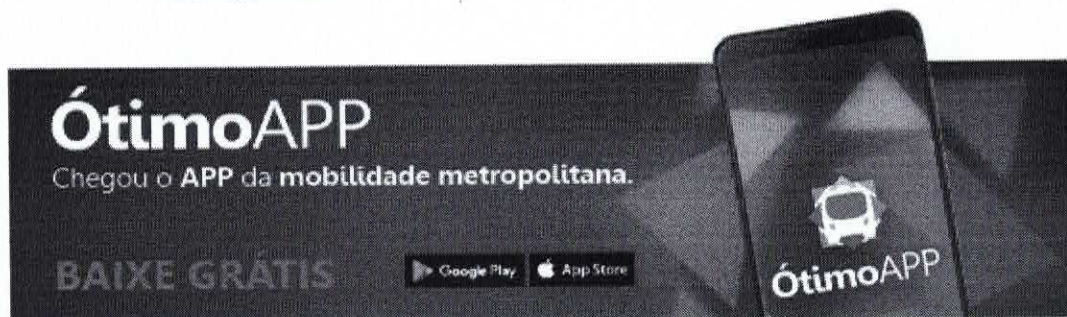 ÓtimoAPP
Chegou o APP da mobilidade metropolitana.
BAIXE GRÁTIS
Google Play
App Store
ÓtimoAPP